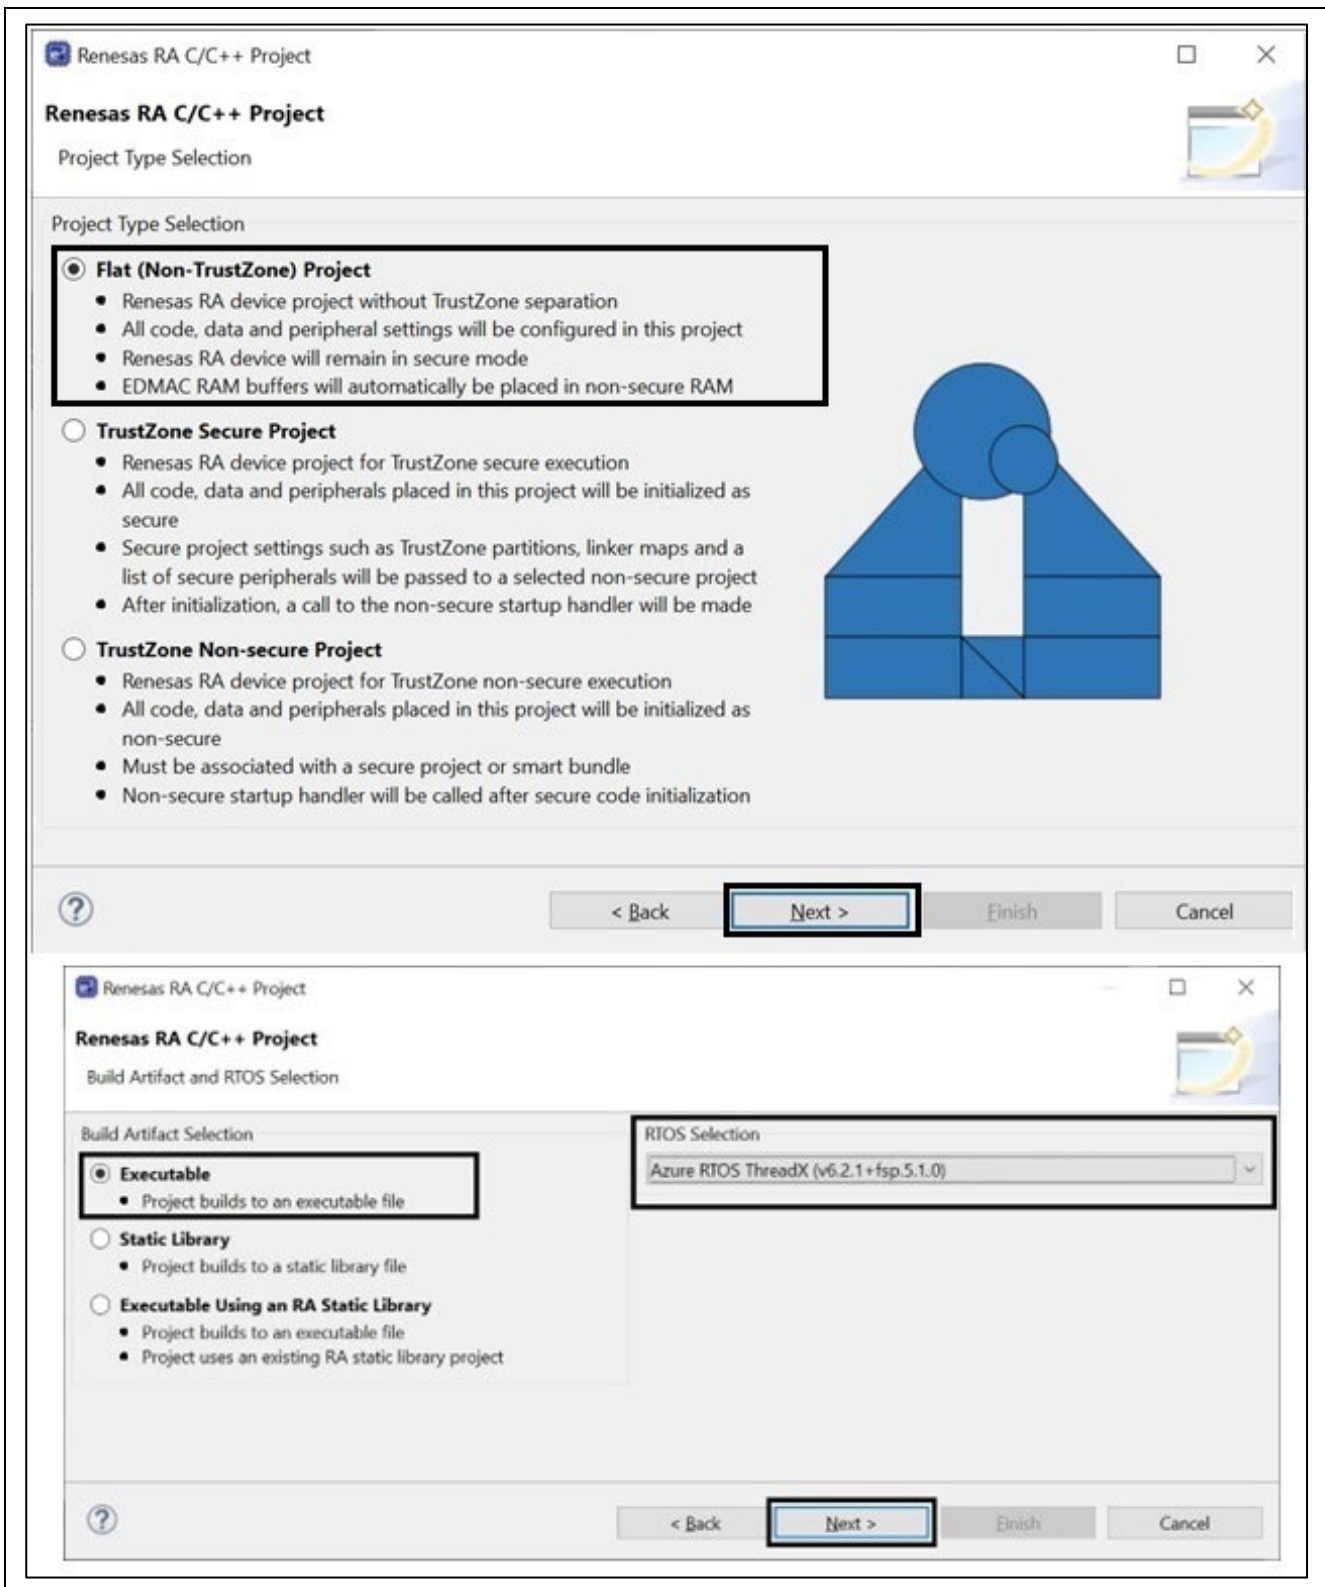 Renesas RA C/C++ Project
Renesas RA C/C++ Project
Project Type Selection
Project Type Selection
Flat (Non-TrustZone) Project
• Renesas RA device project without TrustZone separation
• All code, data and peripheral settings will be configured in this project
• Renesas RA device will remain in secure mode
• EDMAC RAM buffers will automatically be placed in non-secure RAM
TrustZone Secure Project
• Renesas RA device project for TrustZone secure execution
• All code, data and peripherals placed in this project will be initialized as
secure
• Secure project settings such as TrustZone partitions, linker maps and a
list of secure peripherals will be passed to a selected non-secure project
• After initialization, a call to the non-secure startup handler will be made
TrustZone Non-secure Project
• Renesas RA device project for TrustZone non-secure execution
• All code, data and peripherals placed in this project will be initialized as
non-secure
• Must be associated with a secure project or smart bundle
• Non-secure startup handler will be called after secure code initialization
?
< Back
Next >
Finish
Cancel
Renesas RA C/C++ Project
Renesas RA C/C++ Project
Build Artifact and RTOS Selection
Build Artifact Selection
Executable
• Project builds to an executable file
Static Library
• Project builds to a static library file
Executable Using an RA Static Library
• Project builds to an executable file
• Project uses an existing RA static library project
RTOS Selection
Azure RTOS ThreadX (v6.2.1+fsp.5.1.0)
?
< Back
Next >
Finish
Cancel